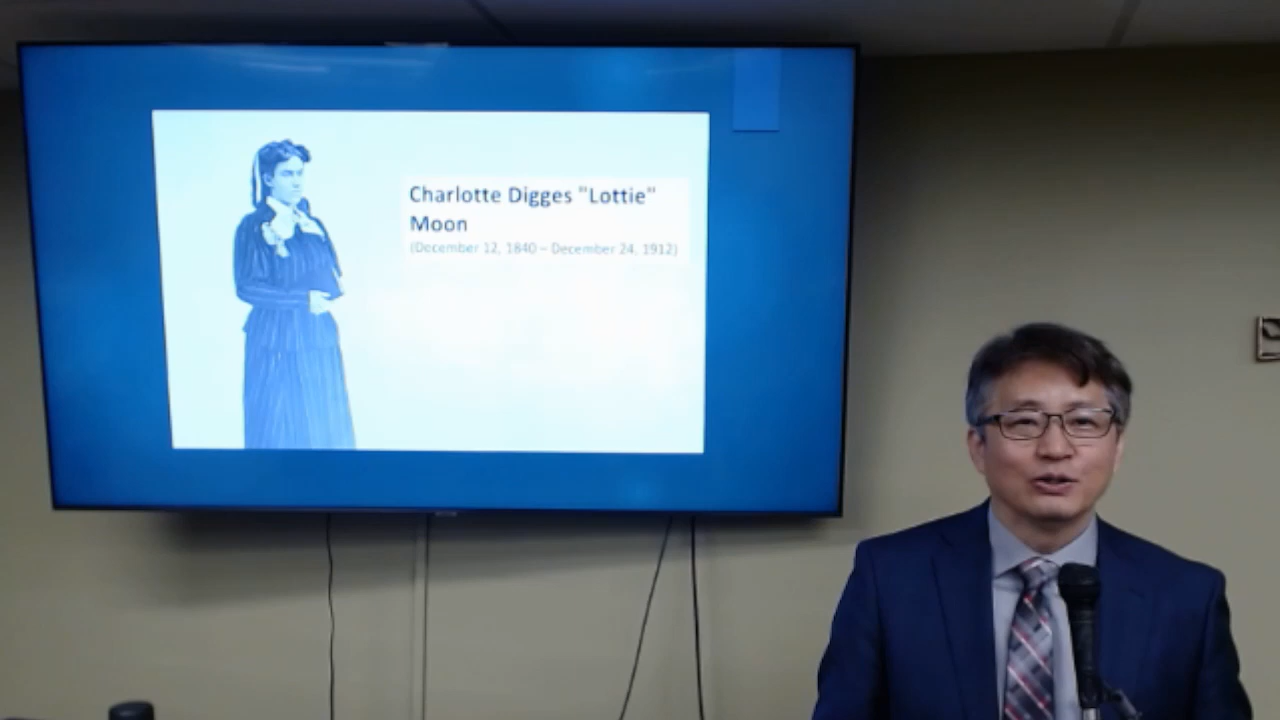 Charlotte Digges "Lottie"
Moon
(December 12, 1840 – December 24, 1912)